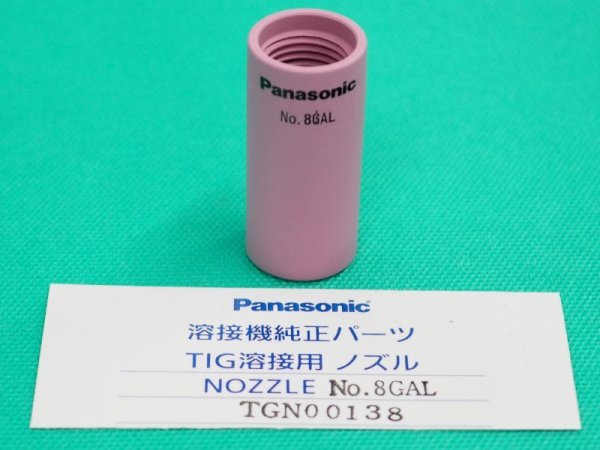 Panasonic
No. 8GAL
Panasonic
溶接機純正パーツ
TIG溶接用 ノズル
NOZZLE No.8GAL
TGN00138